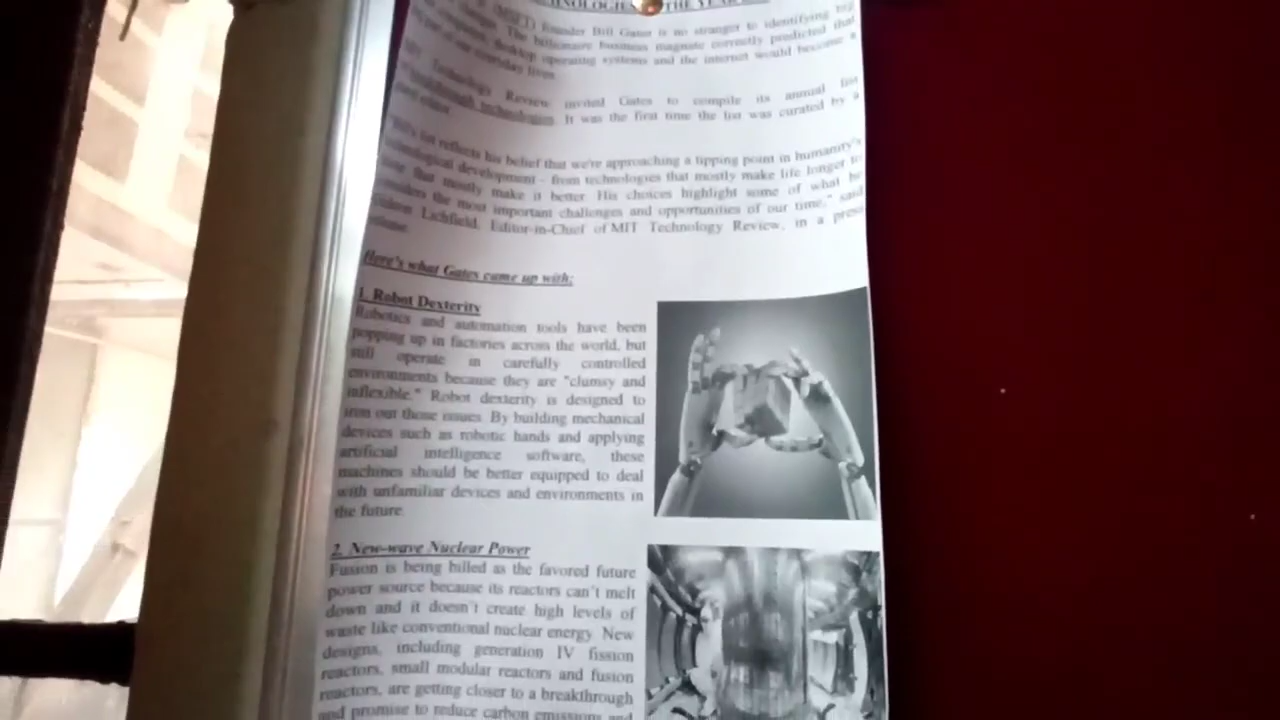 THE YEAR
(MSFT) founder Bill Gates is no stranger to identifying big
The billionaire business magnate correctly predicted that
desktop operating systems and the internet would become a
of our everyday lives.
Technology Review invited Gates to compile its annual list
breakthrough technologies. It was the first time the list was curated by a
editor.
list reflects his belief that we're approaching a tipping point in humanity's
technological development - from technologies that mostly make life longer to
that mostly make it better. His choices highlight some of what he
considers the most important challenges and opportunities of our time," said
Lichfield, Editor-in-Chief of MIT Technology Review, in a press
Here's what Gates came up with:
1. Robot Dexterity
Robotics and automation tools have been
popping up in factories across the world, but
still operate in carefully controlled
environments because they are "clumsy and
inflexible." Robot dexterity is designed to
iron out those issues. By building mechanical
devices such as robotic hands and applying
artificial intelligence software, these
machines should be better equipped to deal
with unfamiliar devices and environments in
the future.
2. New-wave Nuclear Power
Fusion is being billed as the favored future
power source because its reactors can't melt
down and it doesn't create high levels of
waste like conventional nuclear energy. New
designs, including generation IV fission
reactors, small modular reactors and fusion
reactors, are getting closer to a breakthrough
and promise to reduce carbon emissions and